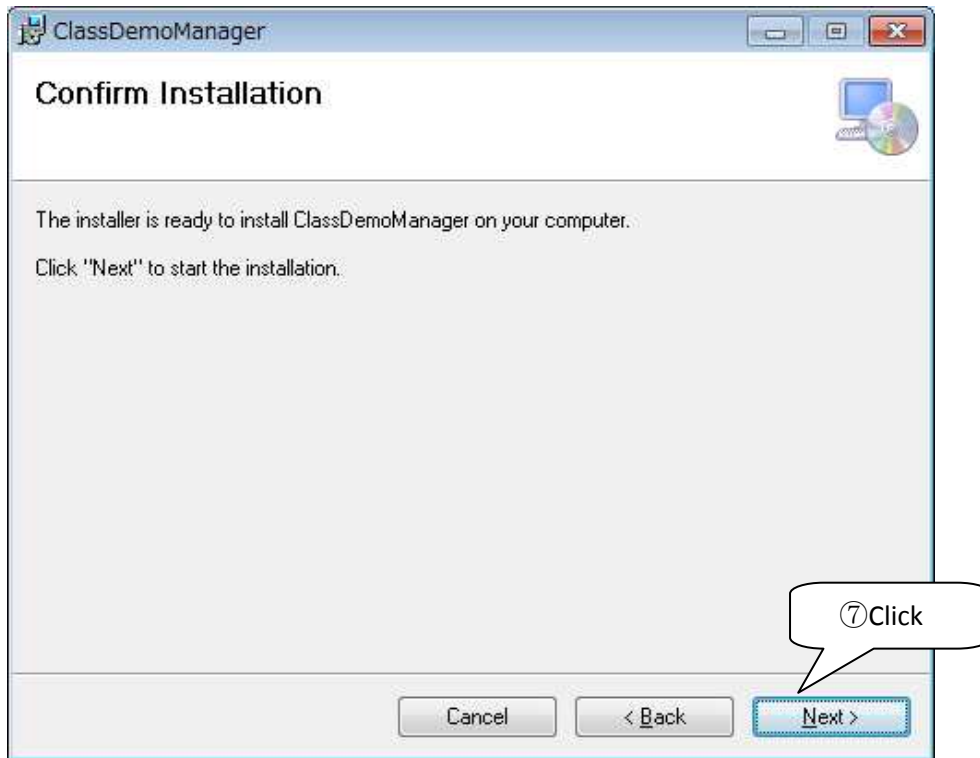 ClassDemoManager
Confirm Installation
The installer is ready to install ClassDemoManager on your computer.
Click "Next" to start the installation.
⑦Click
Cancel
< Back
Next >